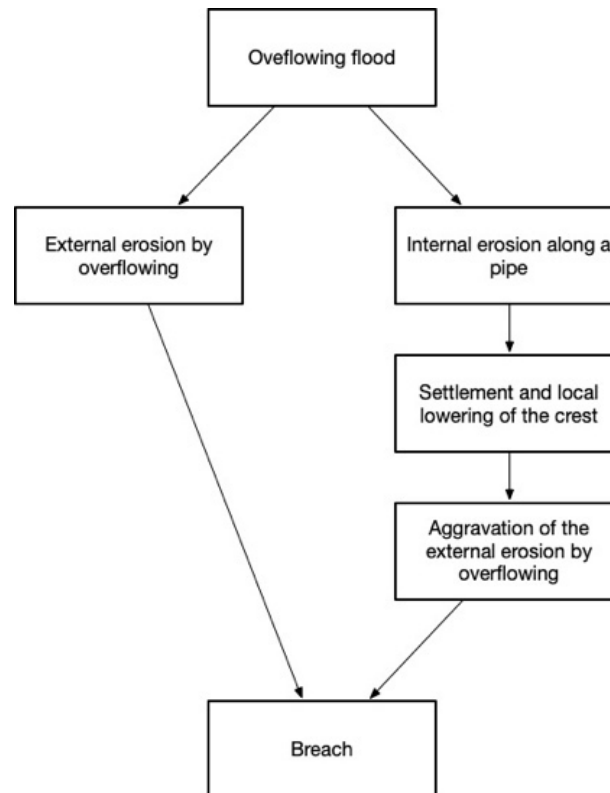 Oveflowing flood
External erosion by
overflowing
Internal erosion along a
pipe
Settlement and local
lowering of the crest
Aggravation of the
external erosion by
overflowing
Breach